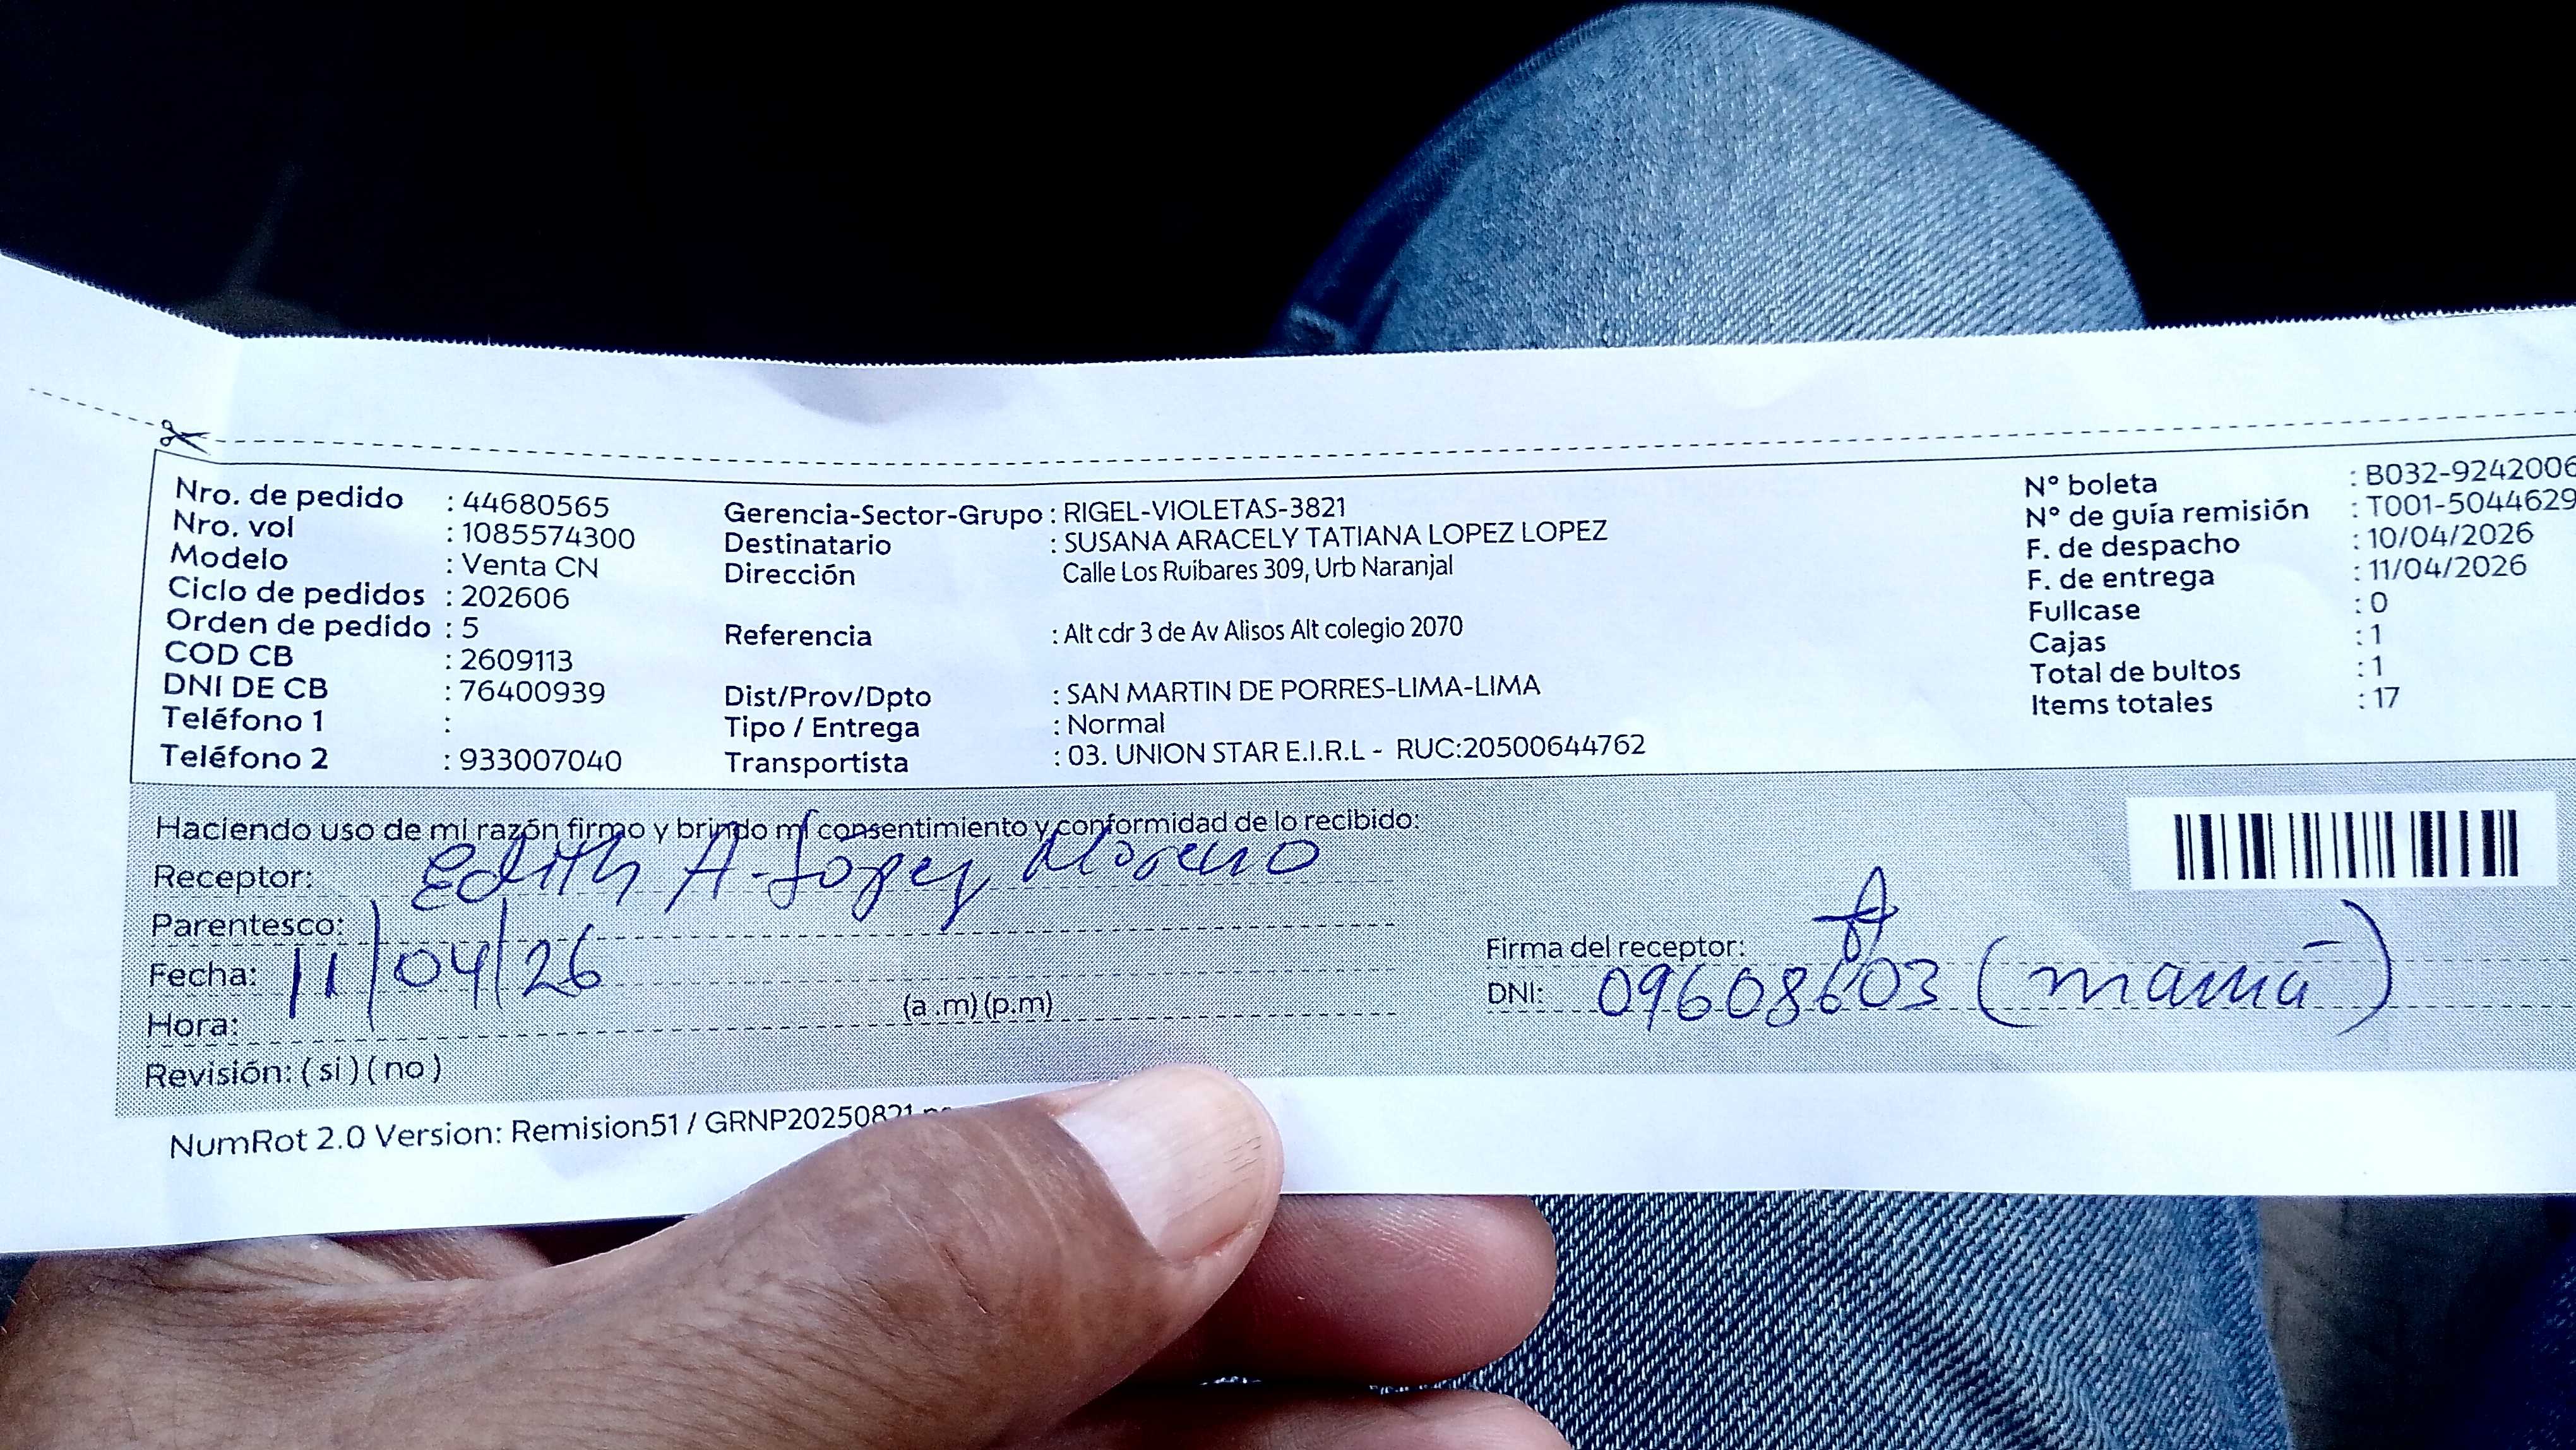 Nro. de pedido : 44680565
Nro. vol : 1085574300
Modelo : Venta CN
Ciclo de pedidos : 202606
Orden de pedido : 5
COD CB : 2609113
DNI DE CB : 76400939
Teléfono 1 :
Teléfono 2 : 933007040
Gerencia-Sector-Grupo : RIGEL-VIOLETAS-3821
Destinatario : SUSANA ARACELY TATIANA LOPEZ LOPEZ
Dirección Calle Los Ruibares 309, Urb Naranjal
Referencia : Alt cdr 3 de Av Alisos Alt colegio 2070
Dist/Prov/Dpto : SAN MARTIN DE PORRES-LIMA-LIMA
Tipo / Entrega : Normal
Transportista : 03. UNION STAR E.I.R.L - RUC:20500644762
N° boleta : B032-9242006
N° de guía remisión : T001-5044629
F. de despacho : 10/04/2026
F. de entrega : 11/04/2026
Fullcase : 0
Cajas : 1
Total de bultos : 1
Items totales : 17
Haciendo uso de mi razón firmo y brindo mi consentimiento y conformidad de lo recibido:
Receptor: Edith A. Lopez Moreno
Parentesco:
Fecha: 11/04/26
Hora: (a .m) (p.m)
Revisión: ( si ) ( no )
Firma del receptor:
DNI: 09608603 (mamá)
NumRot 2.0 Version: Remision51 / GRNP20250821